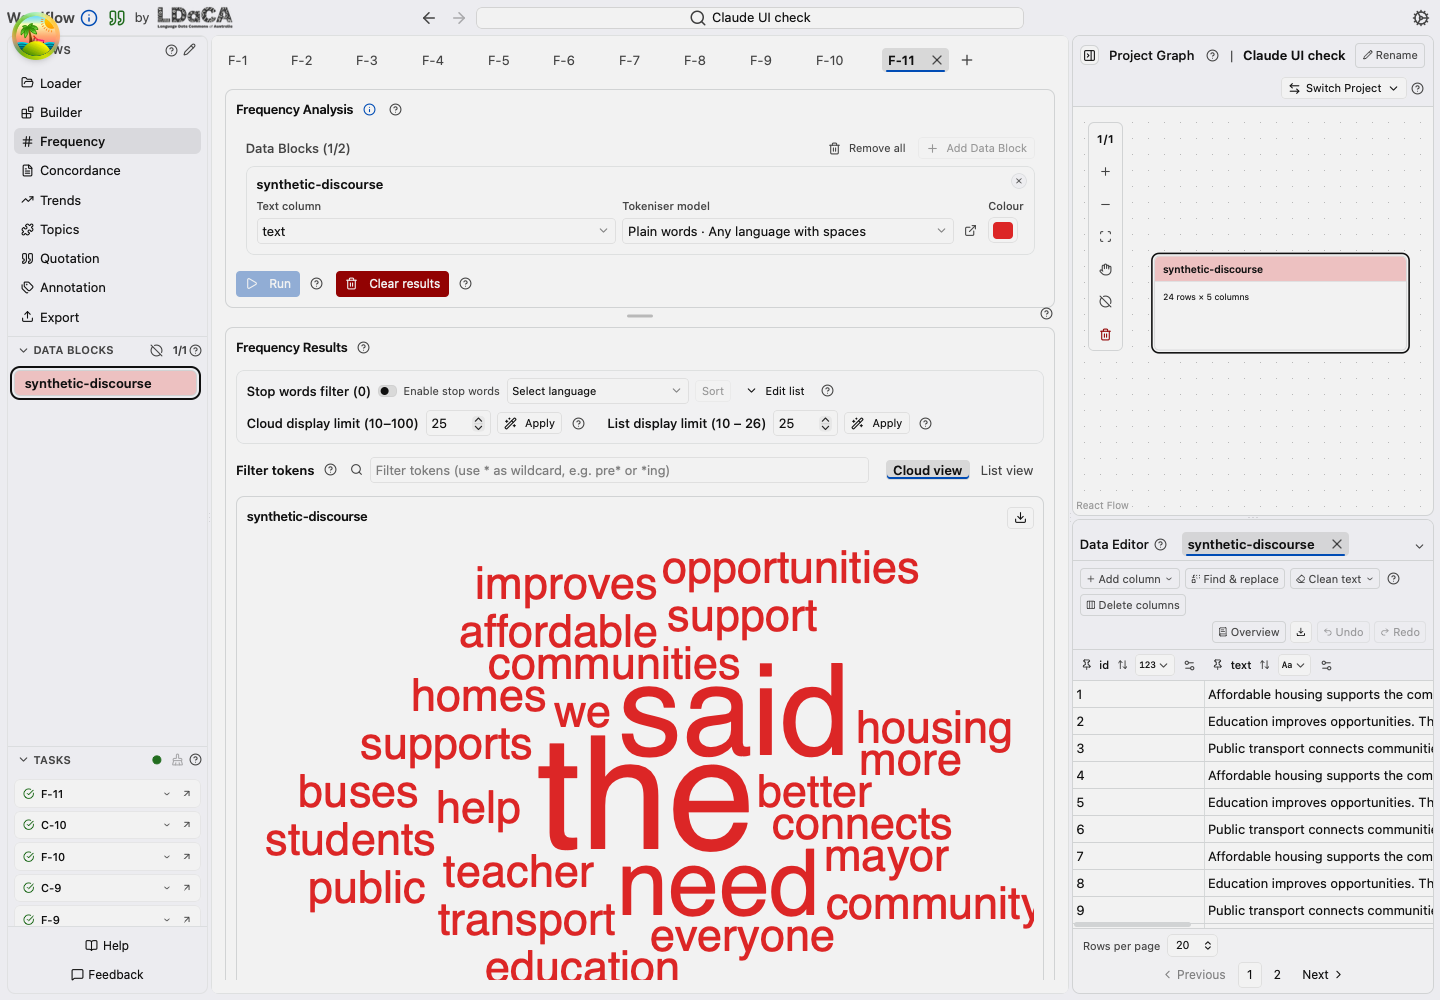 Workflow by LDaCA
Language Data Commons of Australia
Claude UI check
Loader
Builder
Frequency
Concordance
Trends
Topics
Quotation
Annotation
Export
DATA BLOCKS 1/1
synthetic-discourse
TASKS
F-11
C-10
F-10
C-9
F-9
Help
Feedback
F-1 F-2 F-3 F-4 F-5 F-6 F-7 F-8 F-9 F-10 F-11
Frequency Analysis
Data Blocks (1/2) Remove all Add Data Block
synthetic-discourse
Text column Tokeniser model Colour
text Plain words · Any language with spaces
Run Clear results
Frequency Results
Stop words filter (0) Enable stop words Select language Sort Edit list
Cloud display limit (10–100) 25 Apply List display limit (10 – 26) 25 Apply
Filter tokens Filter tokens (use * as wildcard, e.g. pre* or *ing) Cloud view List view
synthetic-discourse
opportunities
improves
support
affordable
communities
said
homes
we
housing
supports
the
more
buses
better
help
connects
students
mayor
teacher
need
public
community
transport
everyone
education
Project Graph | Claude UI check Rename
Switch Project
1/1
synthetic-discourse
24 rows × 5 columns
React Flow
Data Editor synthetic-discourse
Add column Find & replace Clean text
Delete columns
Overview Undo Redo
id 123 text Aa
1 Affordable housing supports the com
2 Education improves opportunities. Th
3 Public transport connects communitie
4 Affordable housing supports the com
5 Education improves opportunities. Th
6 Public transport connects communitie
7 Affordable housing supports the com
8 Education improves opportunities. Th
9 Public transport connects communitie
Rows per page 20
Previous 1 2 Next